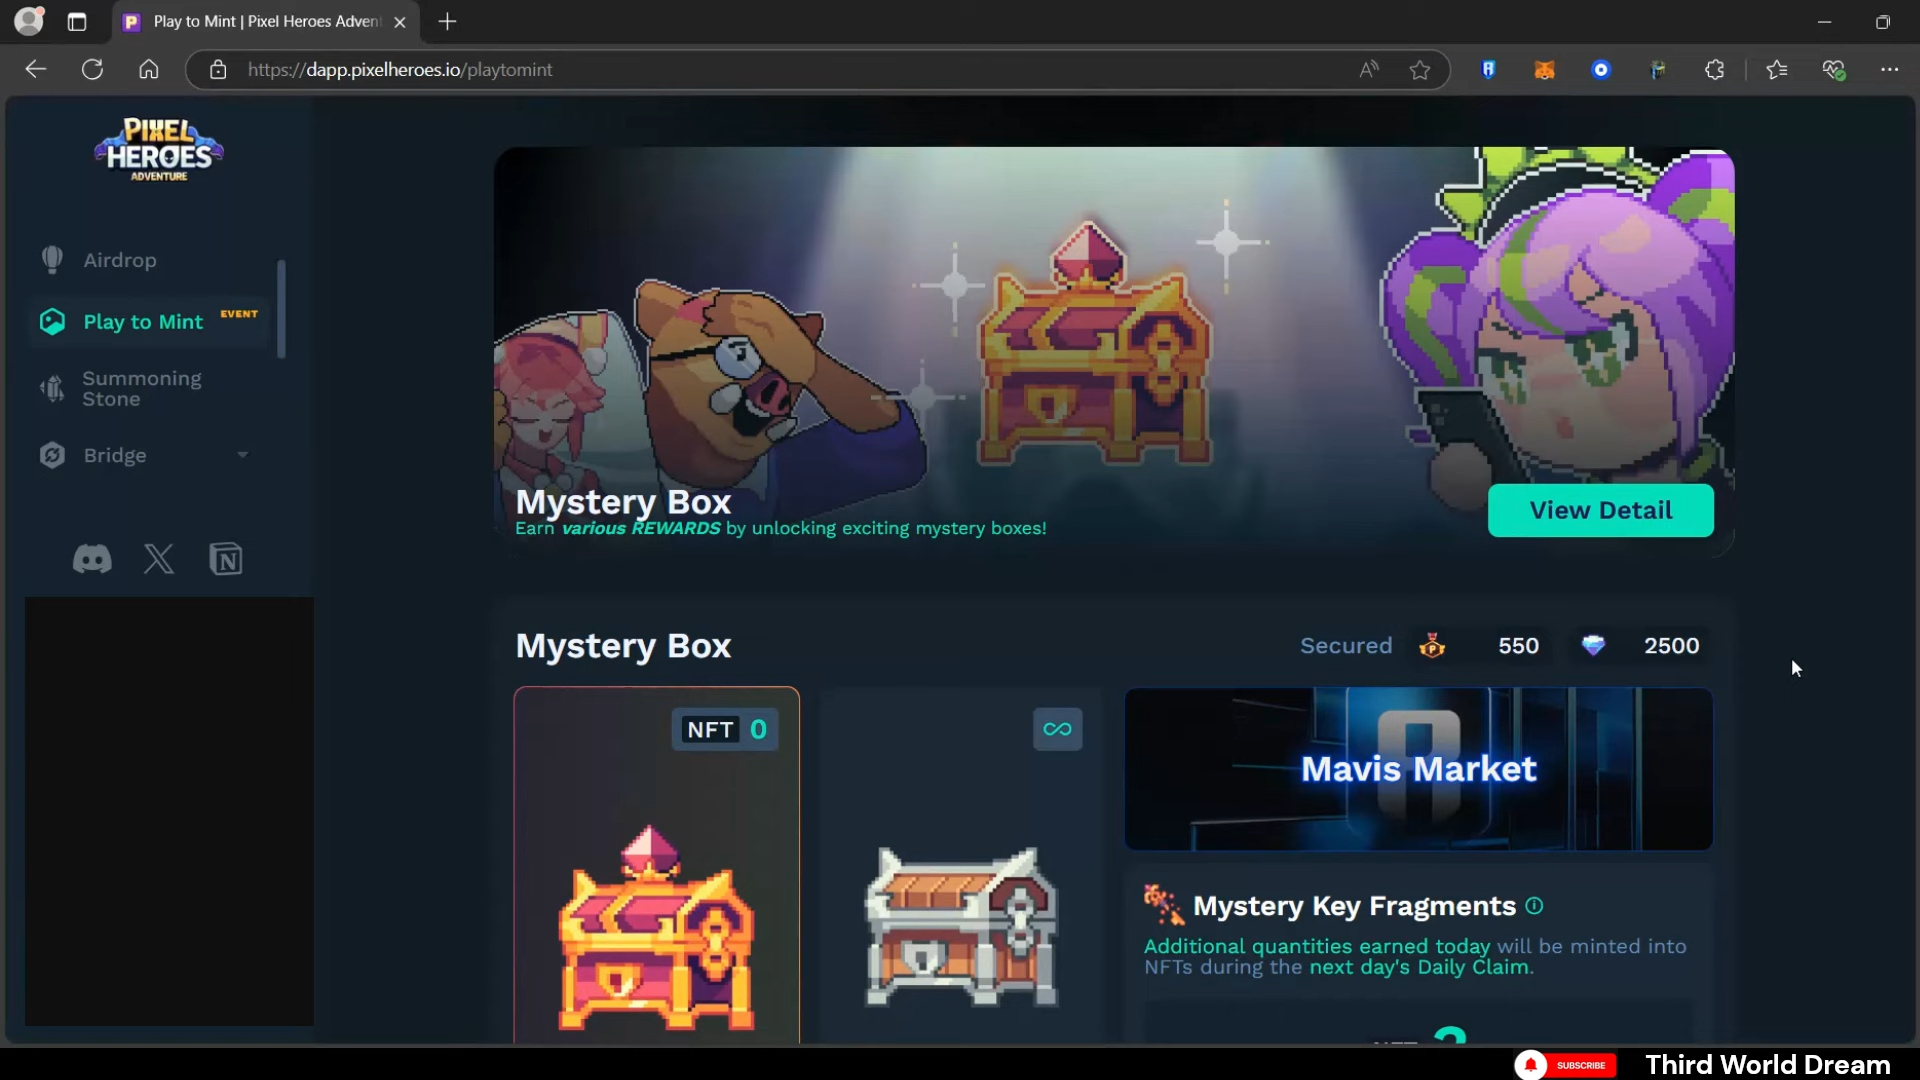 Play to Mint | Pixel Heroes Adven
https://dapp.pixelheroes.io/playtomint
PIXEL
HEROES
ADVENTURE
Airdrop
Play to Mint EVENT
Summoning
Stone
Bridge
Mystery Box
Earn various REWARDS by unlocking exciting mystery boxes!
View Detail
Mystery Box
Secured 550 2500
NFT 0
Mavis Market
Mystery Key Fragments
Additional quantities earned today will be minted into
NFTs during the next day's Daily Claim.
SUBSCRIBE
Third World Dream